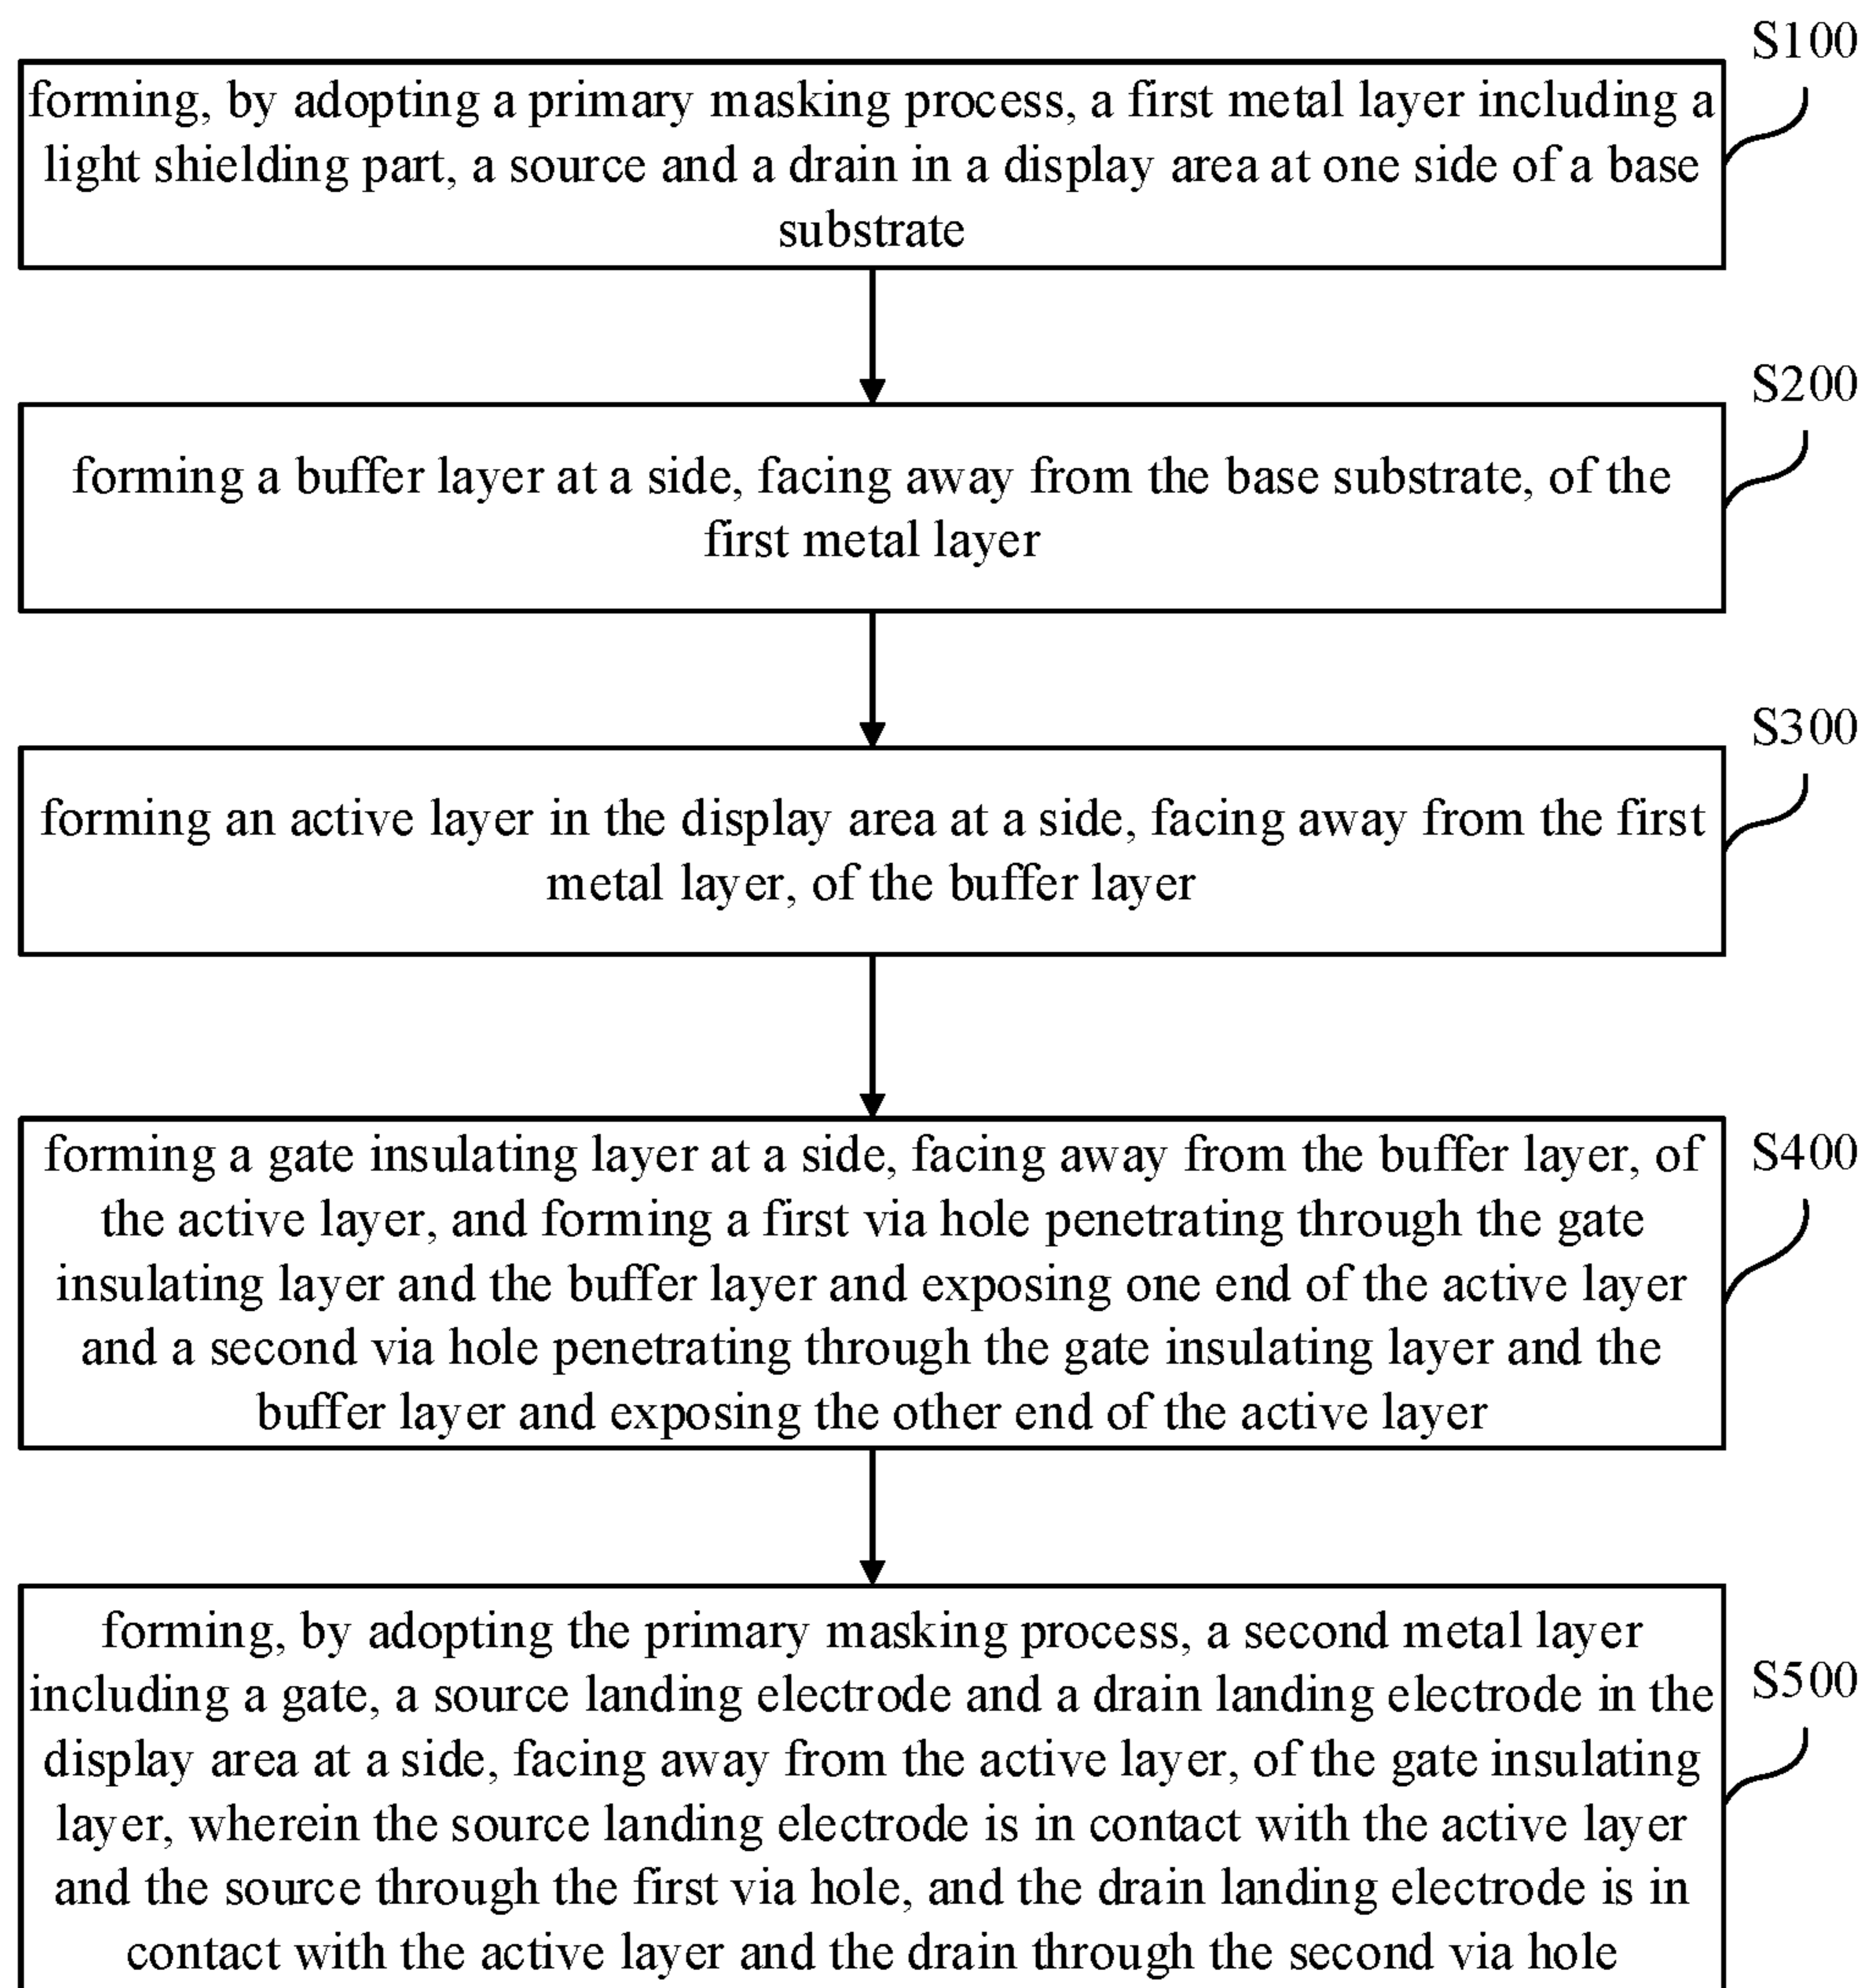 S100
forming, by adopting a primary masking process, a first metal layer including a
light shielding part, a source and a drain in a display area at one side of a base
substrate
S200
forming a buffer layer at a side, facing away from the base substrate, of the
first metal layer
S300
forming an active layer in the display area at a side, facing away from the first
metal layer, of the buffer layer
S400
forming a gate insulating layer at a side, facing away from the buffer layer, of
the active layer, and forming a first via hole penetrating through the gate
insulating layer and the buffer layer and exposing one end of the active layer
and a second via hole penetrating through the gate insulating layer and the
buffer layer and exposing the other end of the active layer
S500
forming, by adopting the primary masking process, a second metal layer
including a gate, a source landing electrode and a drain landing electrode in the
display area at a side, facing away from the active layer, of the gate insulating
layer, wherein the source landing electrode is in contact with the active layer
and the source through the first via hole, and the drain landing electrode is in
contact with the active layer and the drain through the second via hole